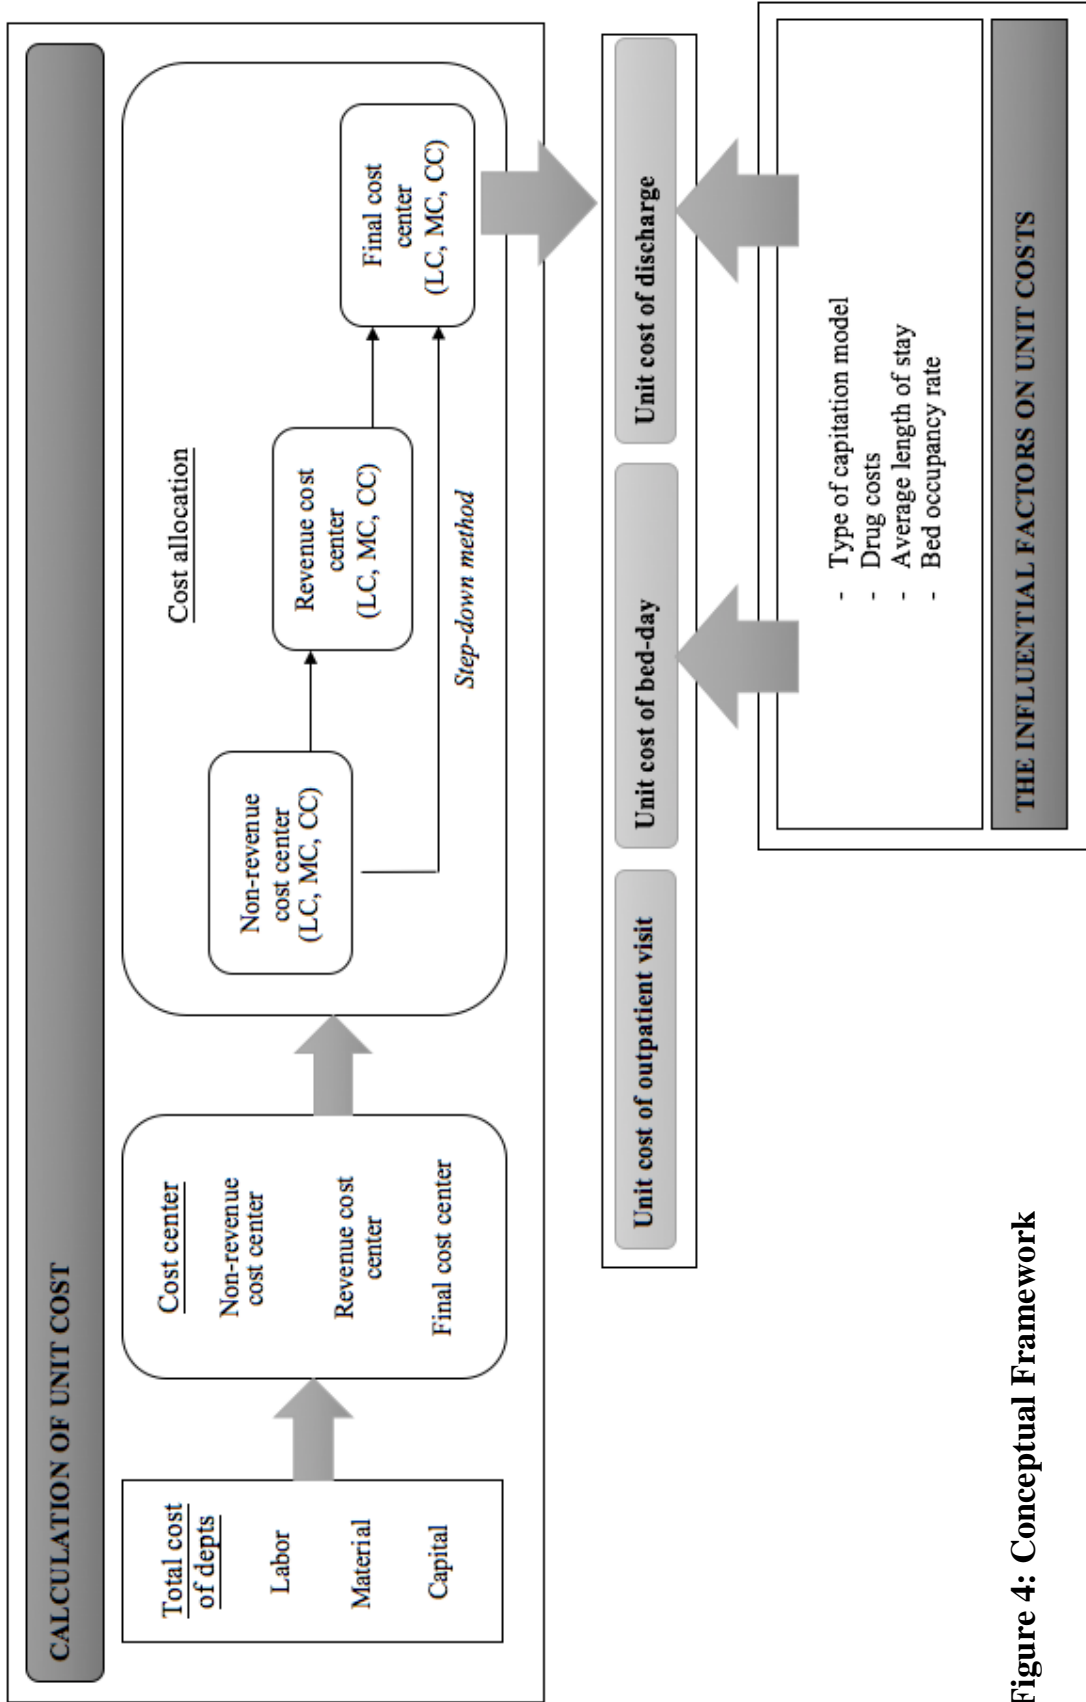 CALCULATION OF UNIT COST
Total cost
of depts
Labor
Material
Capital
Cost center
Non-revenue
cost center
Revenue cost
center
Final cost center
Cost allocation
Non-revenue
cost center
(LC, MC, CC)
Revenue cost
center
(LC, MC, CC)
Final cost
center
(LC, MC, CC)
Step-down method
Unit cost of outpatient visit
Unit cost of bed-day
Unit cost of discharge
- Type of capitation model
- Drug costs
- Average length of stay
- Bed occupancy rate
THE INFLUENTIAL FACTORS ON UNIT COSTS
Figure 4: Conceptual Framework